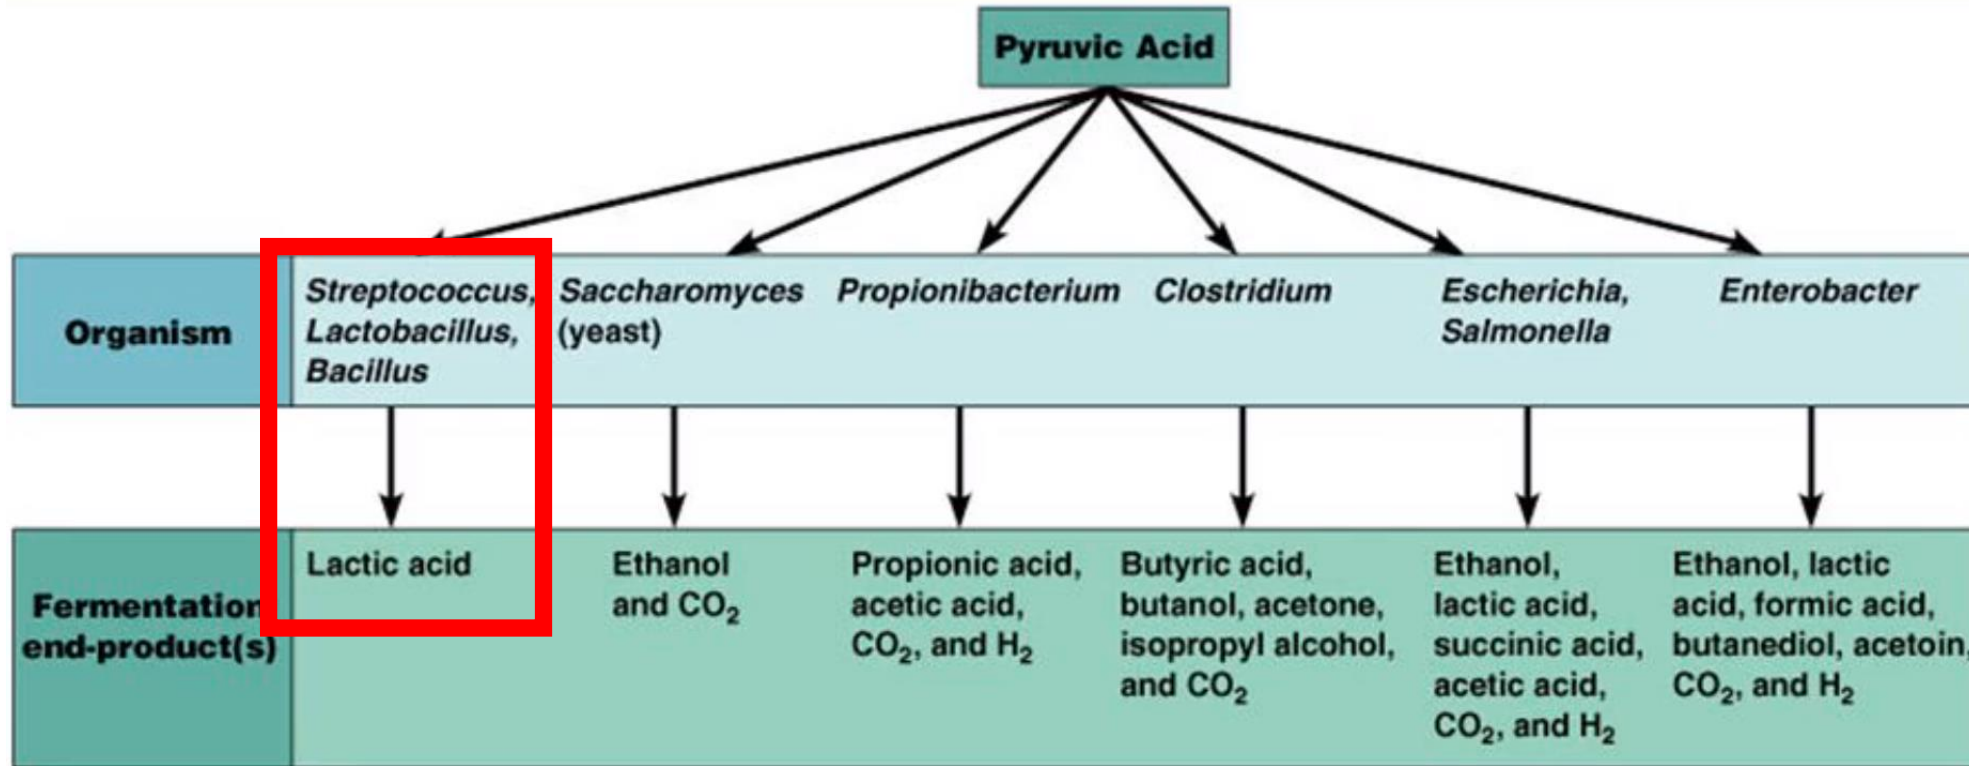 Pyruvic Acid
Organism
Streptococcus,
Lactobacillus,
Bacillus
Saccharomyces
(yeast)
Propionibacterium
Clostridium
Escherichia,
Salmonella
Enterobacter
Fermentation
end-product(s)
Lactic acid
Ethanol
and CO₂
Propionic acid,
acetic acid,
CO₂, and H₂
Butyric acid,
butanol, acetone,
isopropyl alcohol,
and CO₂
Ethanol,
lactic acid,
succinic acid,
acetic acid,
CO₂, and H₂
Ethanol, lactic
acid, formic acid,
butanediol, acetoin,
CO₂, and H₂